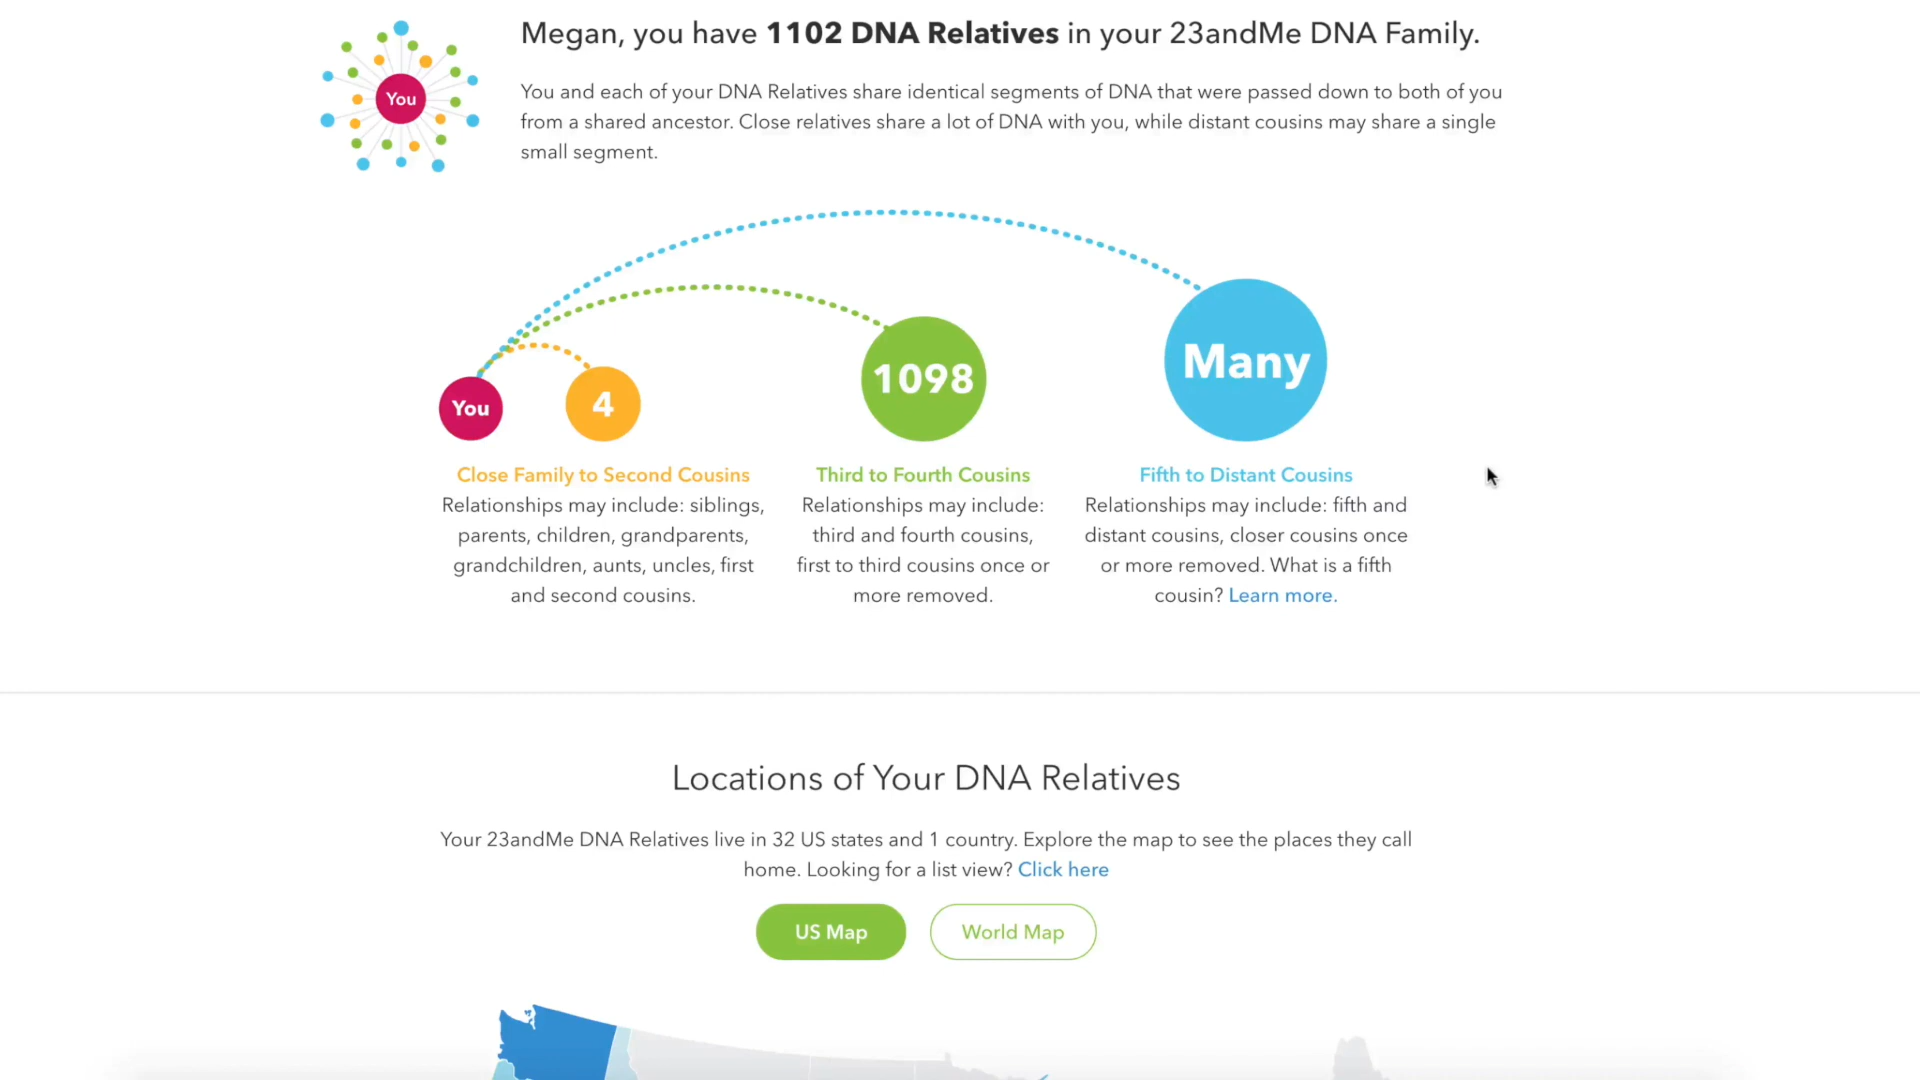 Megan, you have 1102 DNA Relatives in your 23andMe DNA Family.
You
You and each of your DNA Relatives share identical segments of DNA that were passed down to both of you
from a shared ancestor. Close relatives share a lot of DNA with you, while distant cousins may share a single
small segment.
You
4
1098
Many
Close Family to Second Cousins
Relationships may include: siblings,
parents, children, grandparents,
grandchildren, aunts, uncles, first
and second cousins.
Third to Fourth Cousins
Relationships may include:
third and fourth cousins,
first to third cousins once or
more removed.
Fifth to Distant Cousins
Relationships may include: fifth and
distant cousins, closer cousins once
or more removed. What is a fifth
cousin? Learn more.
Locations of Your DNA Relatives
Your 23andMe DNA Relatives live in 32 US states and 1 country. Explore the map to see the places they call
home. Looking for a list view? Click here
US Map
World Map